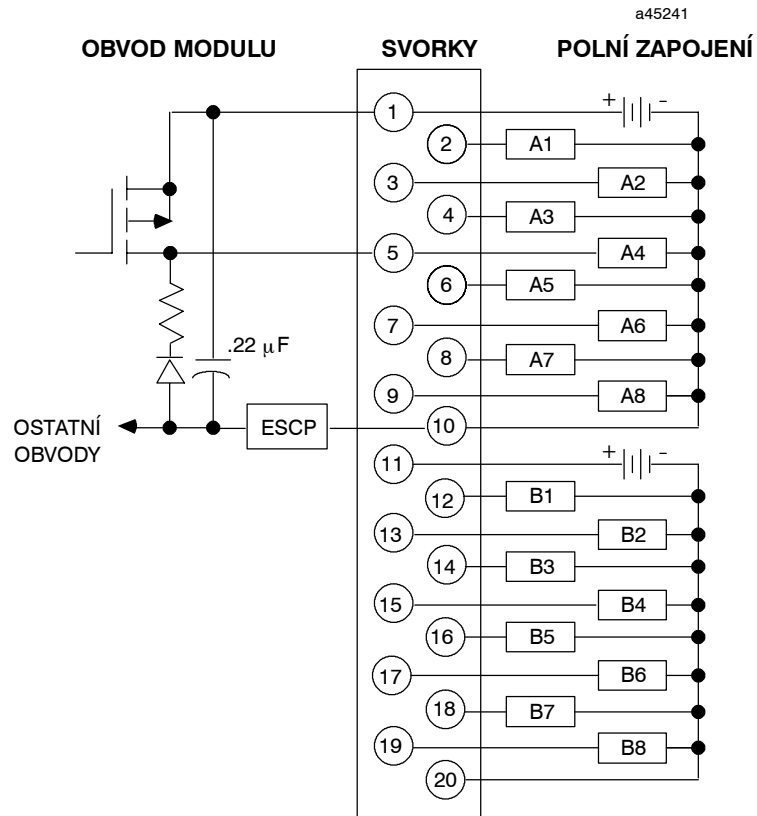 a45241
OBVOD MODULU SVORKY POLNÍ ZAPOJENÍ
1 + -
2 A1
3 A2
4 A3
5 A4
6 A5
7 A6
.22 µF 8 A7
9 A8
OSTATNÍ OBVODY ESCP 10
11 + -
12 B1
13 B2
14 B3
15 B4
16 B5
17 B6
18 B7
19 B8
20